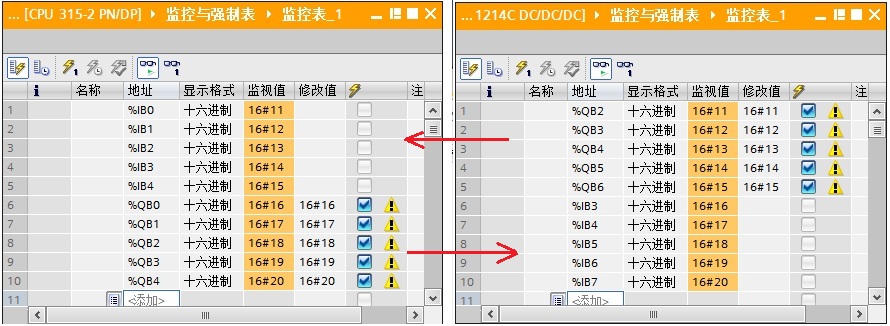 [CPU 315-2 PN/DP] ▸ 监控与强制表 ▸ 监控表_1
i 名称 地址 显示格式 监视值 修改值 注
1 %IB0 十六进制 16#11
2 %IB1 十六进制 16#12
3 %IB2 十六进制 16#13
4 %IB3 十六进制 16#14
5 %IB4 十六进制 16#15
6 %QB0 十六进制 16#16 16#16
7 %QB1 十六进制 16#17 16#17
8 %QB2 十六进制 16#18 16#18
9 %QB3 十六进制 16#19 16#19
10 %QB4 十六进制 16#20 16#20
11 <添加>
1214C DC/DC/DC] ▸ 监控与强制表 ▸ 监控表_1
i 名称 地址 显示格式 监视值 修改值 注
1 %QB2 十六进制 16#11 16#11
2 %QB3 十六进制 16#12 16#12
3 %QB4 十六进制 16#13 16#13
4 %QB5 十六进制 16#14 16#14
5 %QB6 十六进制 16#15 16#15
6 %IB3 十六进制 16#16
7 %IB4 十六进制 16#17
8 %IB5 十六进制 16#18
9 %IB6 十六进制 16#19
10 %IB7 十六进制 16#20
11 <添加>